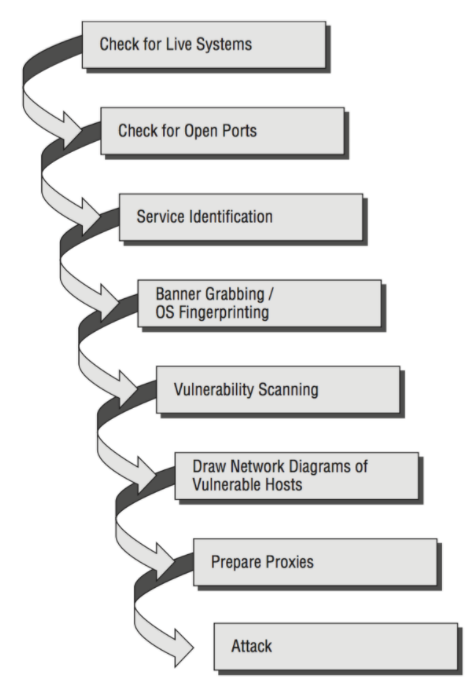 Check for Live Systems
Check for Open Ports
Service Identification
Banner Grabbing /
OS Fingerprinting
Vulnerability Scanning
Draw Network Diagrams of
Vulnerable Hosts
Prepare Proxies
Attack